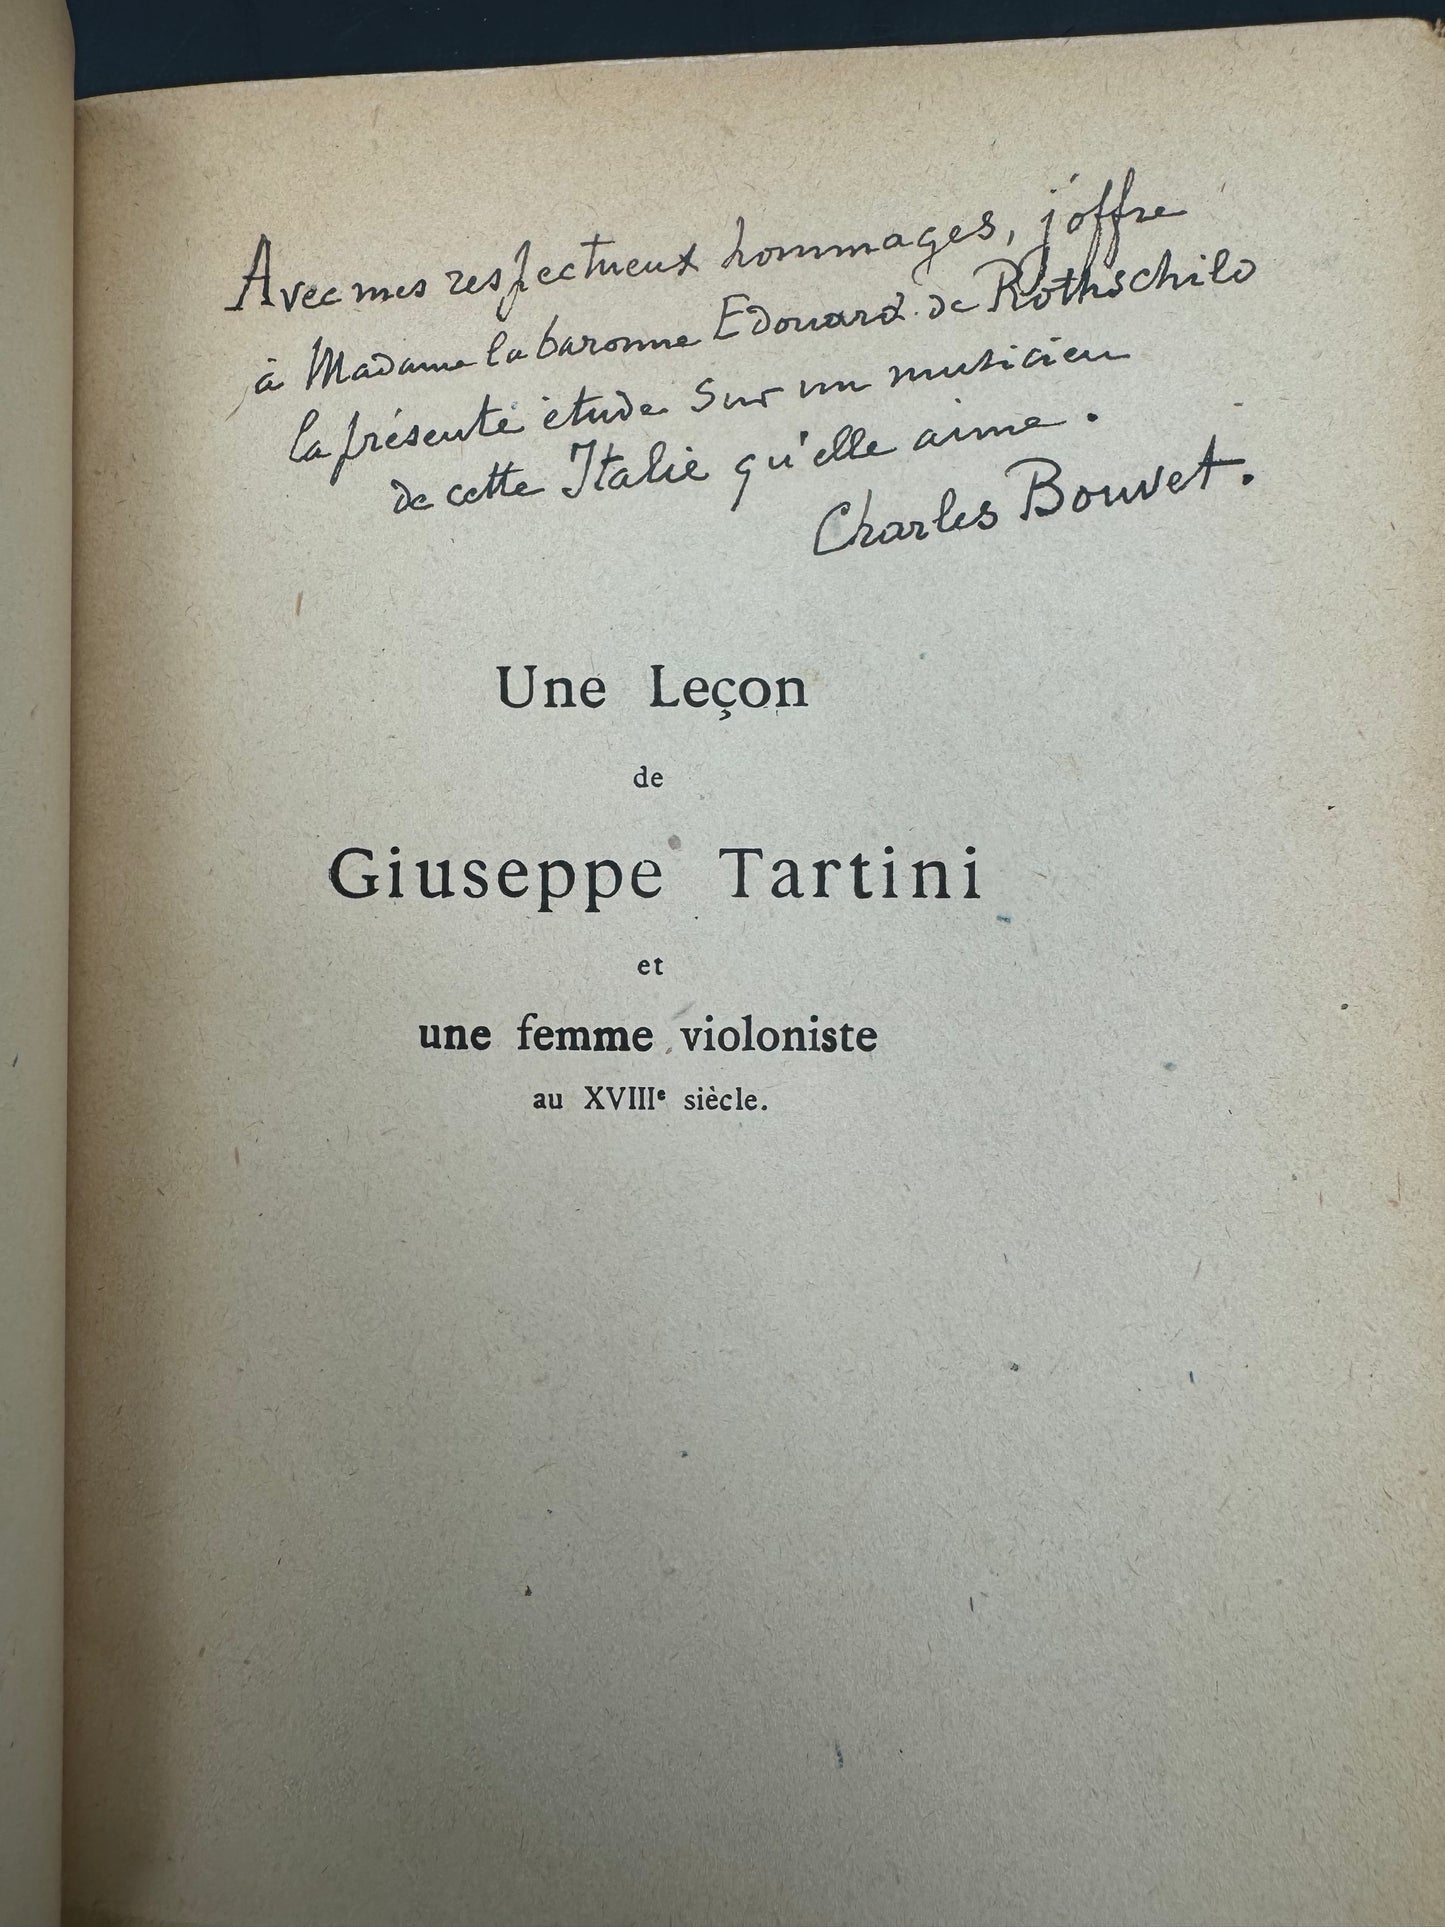 Avec mes respectueux hommages, j'offre
à Madame la baronne Edouard de Rothschild
la présente étude sur un musicien
de cette Italie qu'elle aime.
Charles Bouvet.
Une Leçon
de
Giuseppe Tartini
et
une femme violoniste
au XVIIIe siècle.